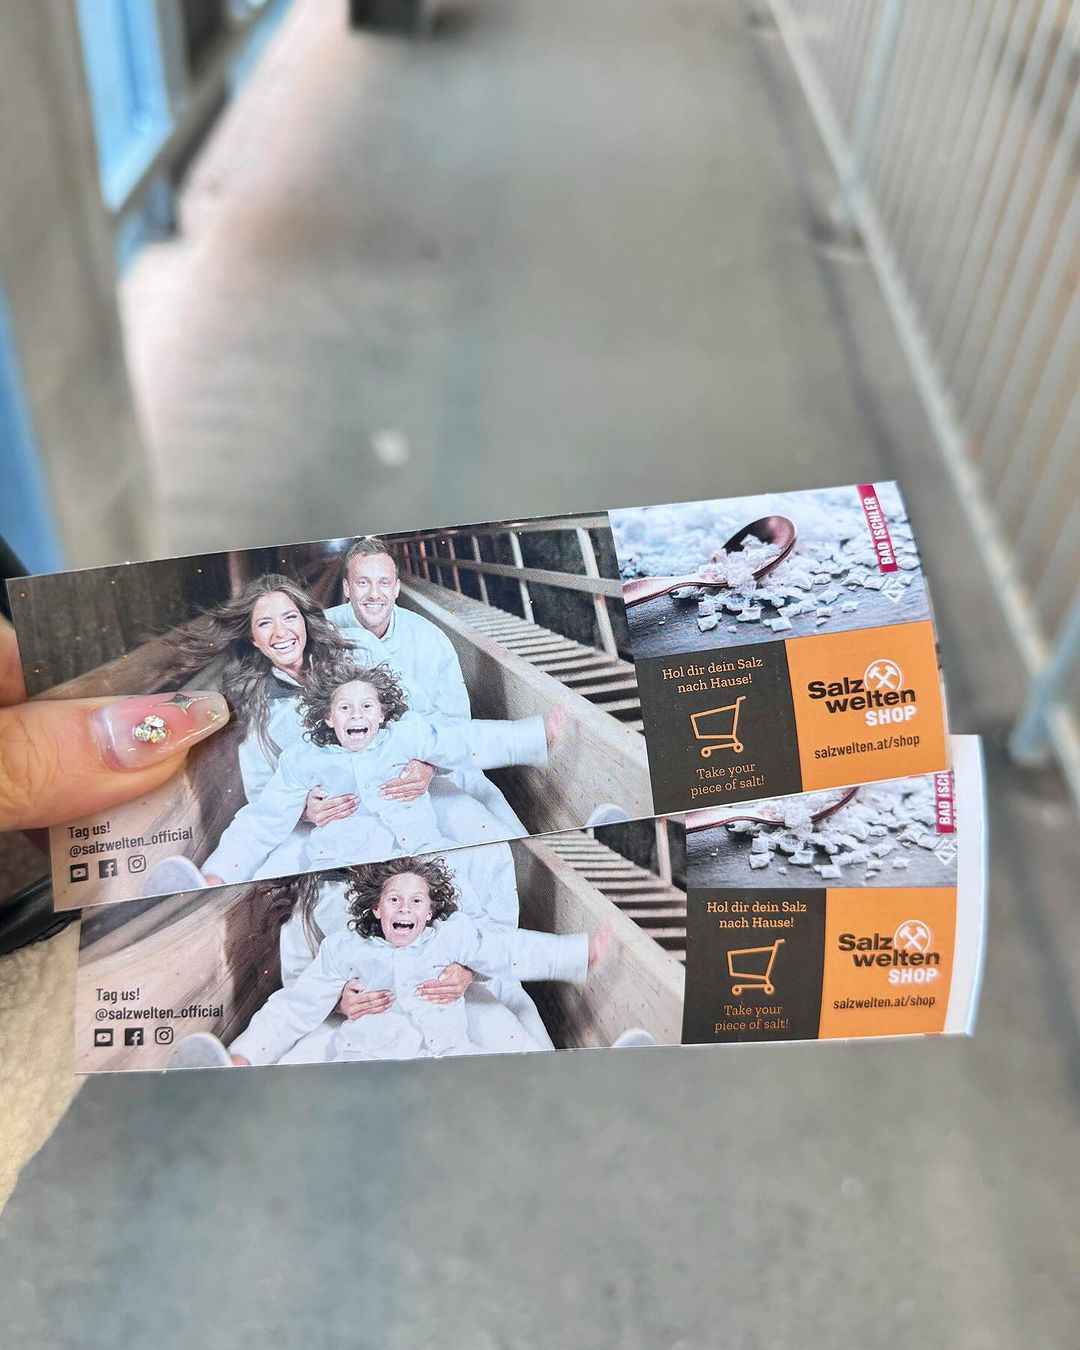 BAD ISCHLER
Hol dir dein Salz
nach Hause!
Take your
piece of salt!
Salz
welten
SHOP
salzwelten.at/shop
Tag us!
@salzwelten_official
BAD ISCH
Hol dir dein Salz
nach Hause!
Take your
piece of salt!
Salz
welten
SHOP
salzwelten.at/shop
Tag us!
@salzwelten_official